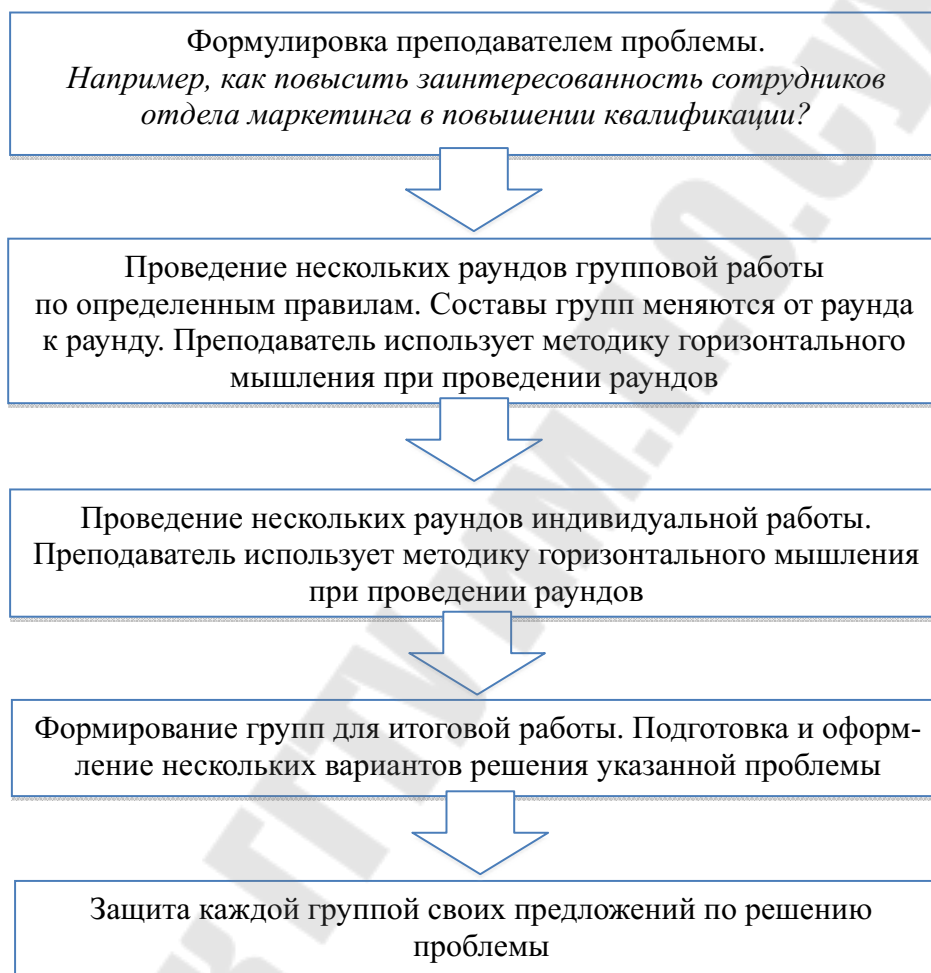 Формулировка преподавателем проблемы.
Например, как повысить заинтересованность сотрудников
отдела маркетинга в повышении квалификации?
Проведение нескольких раундов групповой работы
по определенным правилам. Составы групп меняются от раунда
к раунду. Преподаватель использует методику горизонтального
мышления при проведении раундов
Проведение нескольких раундов индивидуальной работы.
Преподаватель использует методику горизонтального мышления
при проведении раундов
Формирование групп для итоговой работы. Подготовка и оформ-
ление нескольких вариантов решения указанной проблемы
Защита каждой группой своих предложений по решению
проблемы
К ГГТУ ИМ.П.О.СУ